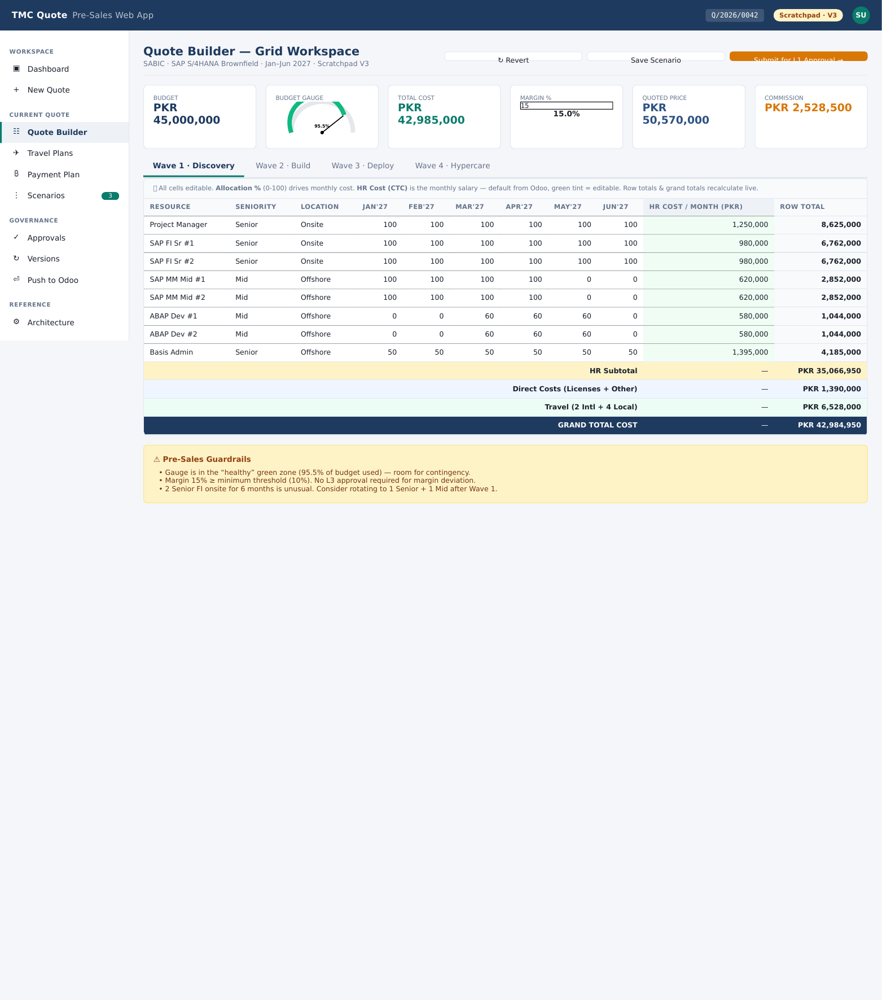 TMC Quote Pre-Sales Web App
Q/2026/0042
Scratchpad · V3
SU
WORKSPACE
▣ Dashboard
+ New Quote
CURRENT QUOTE
☷ Quote Builder
✈ Travel Plans
₿ Payment Plan
⋮ Scenarios 3
GOVERNANCE
✓ Approvals
↻ Versions
⏎ Push to Odoo
REFERENCE
⚙ Architecture
Quote Builder — Grid Workspace
SABIC · SAP S/4HANA Brownfield · Jan–Jun 2027 · Scratchpad V3
↻ Revert
Save Scenario
Submit for L1 Approval →
BUDGET
PKR
45,000,000
BUDGET GAUGE
95.5%
TOTAL COST
PKR
42,985,000
MARGIN %
15
15.0%
QUOTED PRICE
PKR
50,570,000
COMMISSION
PKR 2,528,500
Wave 1 · Discovery Wave 2 · Build Wave 3 · Deploy Wave 4 · Hypercare
All cells editable. Allocation % (0-100) drives monthly cost. HR Cost (CTC) is the monthly salary — default from Odoo, green tint = editable. Row totals & grand totals recalculate live.
RESOURCE SENIORITY LOCATION JAN'27 FEB'27 MAR'27 APR'27 MAY'27 JUN'27 HR COST / MONTH (PKR) ROW TOTAL
Project Manager Senior Onsite 100 100 100 100 100 100 1,250,000 8,625,000
SAP FI Sr #1 Senior Onsite 100 100 100 100 100 100 980,000 6,762,000
SAP FI Sr #2 Senior Onsite 100 100 100 100 100 100 980,000 6,762,000
SAP MM Mid #1 Mid Offshore 100 100 100 100 0 0 620,000 2,852,000
SAP MM Mid #2 Mid Offshore 100 100 100 100 0 0 620,000 2,852,000
ABAP Dev #1 Mid Offshore 0 0 60 60 60 0 580,000 1,044,000
ABAP Dev #2 Mid Offshore 0 0 60 60 60 0 580,000 1,044,000
Basis Admin Senior Offshore 50 50 50 50 50 50 1,395,000 4,185,000
HR Subtotal — PKR 35,066,950
Direct Costs (Licenses + Other) — PKR 1,390,000
Travel (2 Intl + 4 Local) — PKR 6,528,000
GRAND TOTAL COST — PKR 42,984,950
⚠ Pre-Sales Guardrails
• Gauge is in the “healthy” green zone (95.5% of budget used) — room for contingency.
• Margin 15% ≥ minimum threshold (10%). No L3 approval required for margin deviation.
• 2 Senior FI onsite for 6 months is unusual. Consider rotating to 1 Senior + 1 Mid after Wave 1.